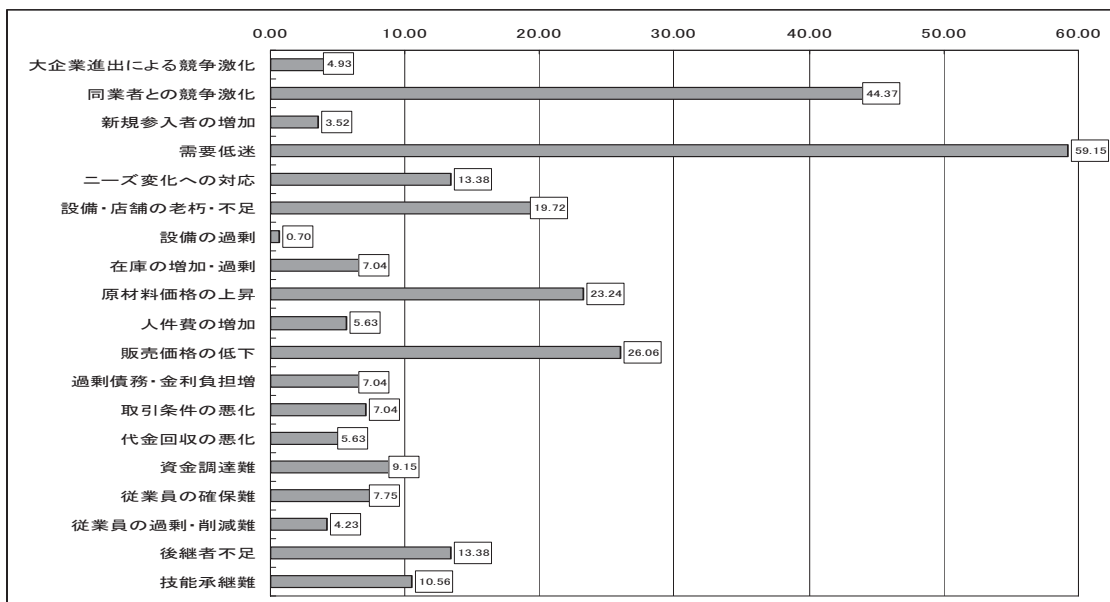 0.00 10.00 20.00 30.00 40.00 50.00 60.00
大企業進出による競争激化 4.93
同業者との競争激化 44.37
新規参入者の増加 3.52
需要低迷 59.15
ニーズ変化への対応 13.38
設備・店舗の老朽・不足 19.72
設備の過剰 0.70
在庫の増加・過剰 7.04
原材料価格の上昇 23.24
人件費の増加 5.63
販売価格の低下 26.06
過剰債務・金利負担増 7.04
取引条件の悪化 7.04
代金回収の悪化 5.63
資金調達難 9.15
従業員の確保難 7.75
従業員の過剰・削減難 4.23
後継者不足 13.38
技能承継難 10.56